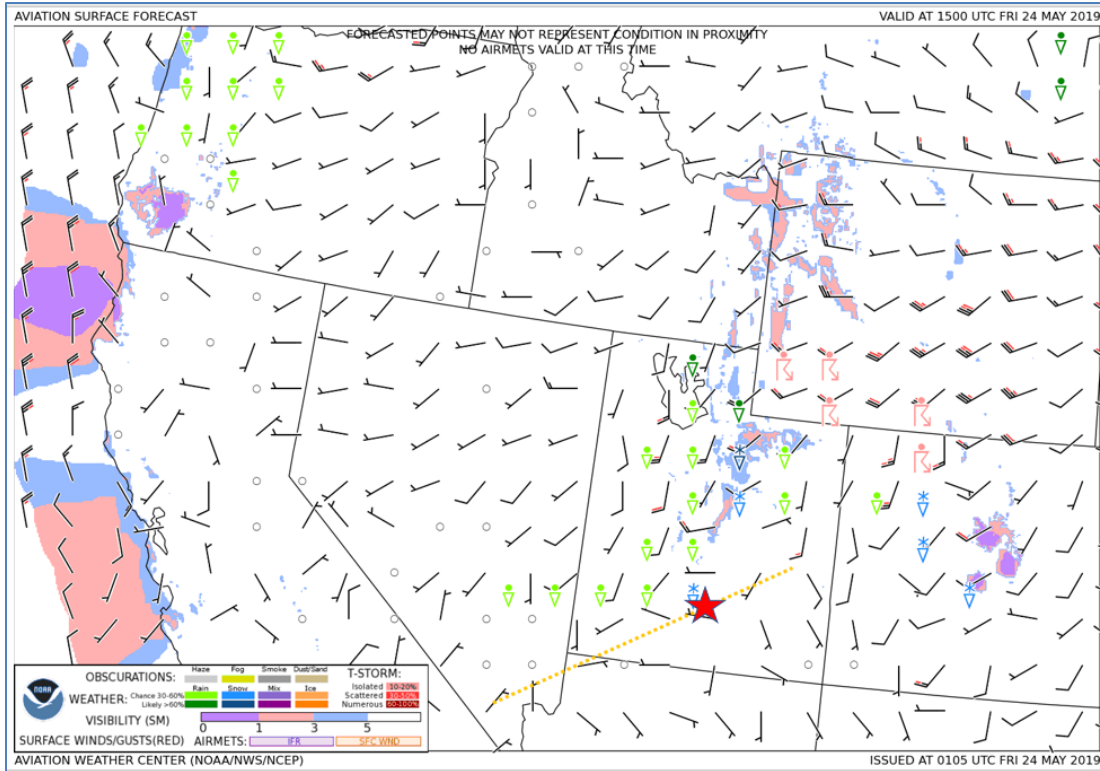 AVIATION SURFACE FORECAST
VALID AT 1500 UTC FRI 24 MAY 2019
FORECASTED POINTS MAY NOT REPRESENT CONDITION IN PROXIMITY
NO AIRMETS VALID AT THIS TIME
NOAA
OBSCURATIONS:
Haze
Fog
Smoke
Dust/Sand
WEATHER:
Rain
Snow
Mix
Ice
Chance 30-60%
Likely >60%
T-STORM:
Isolated 10-20%
Scattered 30-50%
Numerous 60-100%
VISIBILITY (SM)
0 1 3 5
SURFACE WINDS/GUSTS(RED)
AIRMETS:
IFR
SFC WND
AVIATION WEATHER CENTER (NOAA/NWS/NCEP)
ISSUED AT 0105 UTC FRI 24 MAY 2019